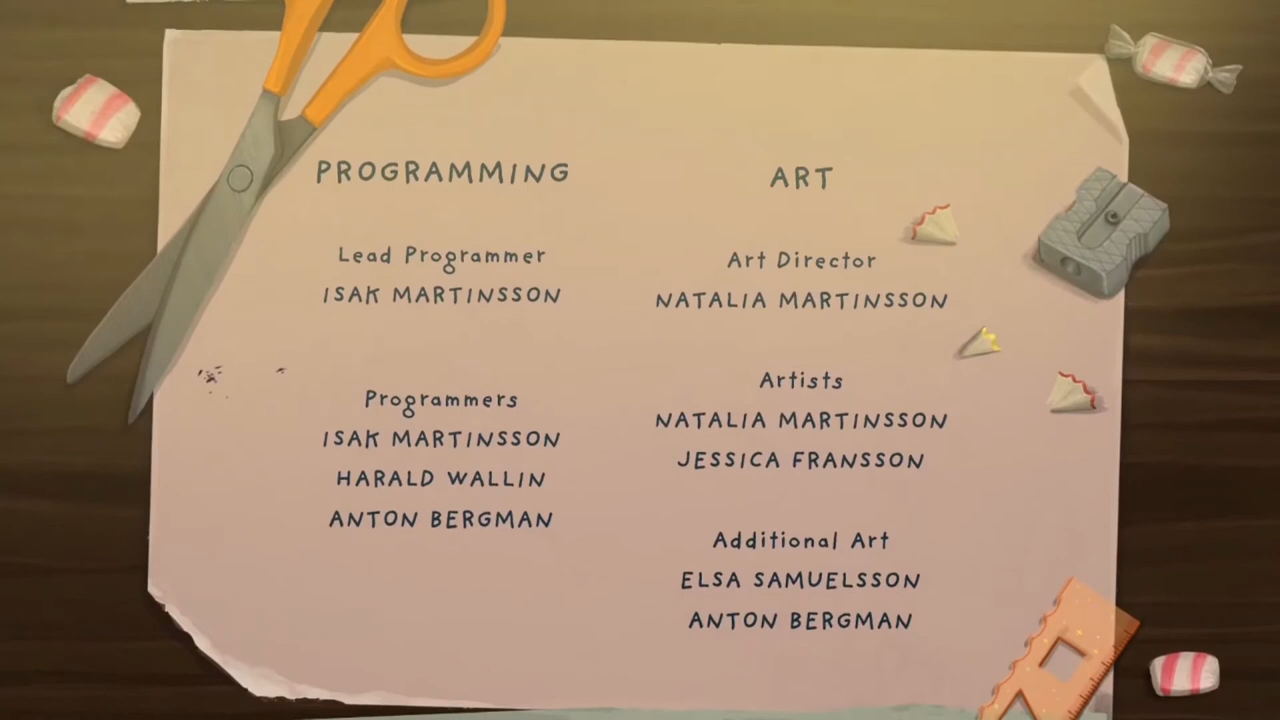 PROGRAMMING
Lead Programmer
ISAK MARTINSSON
Programmers
ISAK MARTINSSON
HARALD WALLIN
ANTON BERGMAN
ART
Art Director
NATALIA MARTINSSON
Artists
NATALIA MARTINSSON
JESSICA FRANSSON
Additional Art
ELSA SAMUELSSON
ANTON BERGMAN